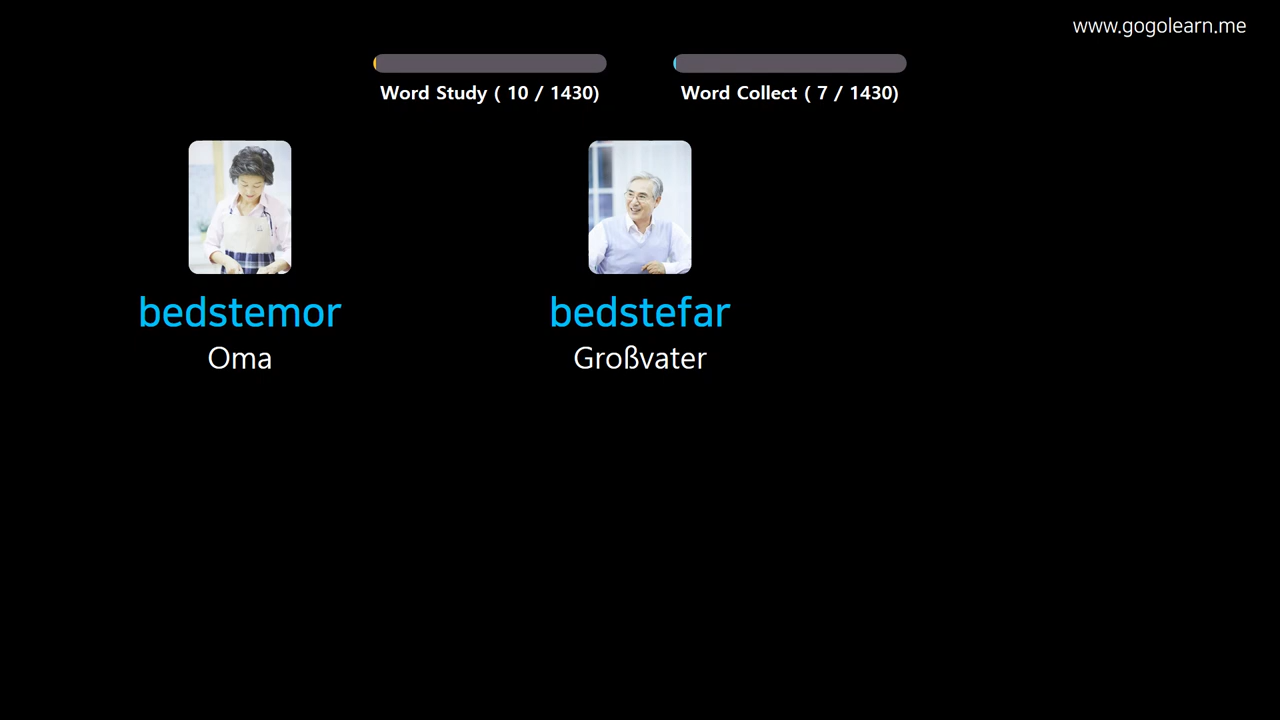 www.gogolearn.me
Word Study ( 10 / 1430)
Word Collect ( 7 / 1430)
bedstemor
Oma
bedstefar
Großvater